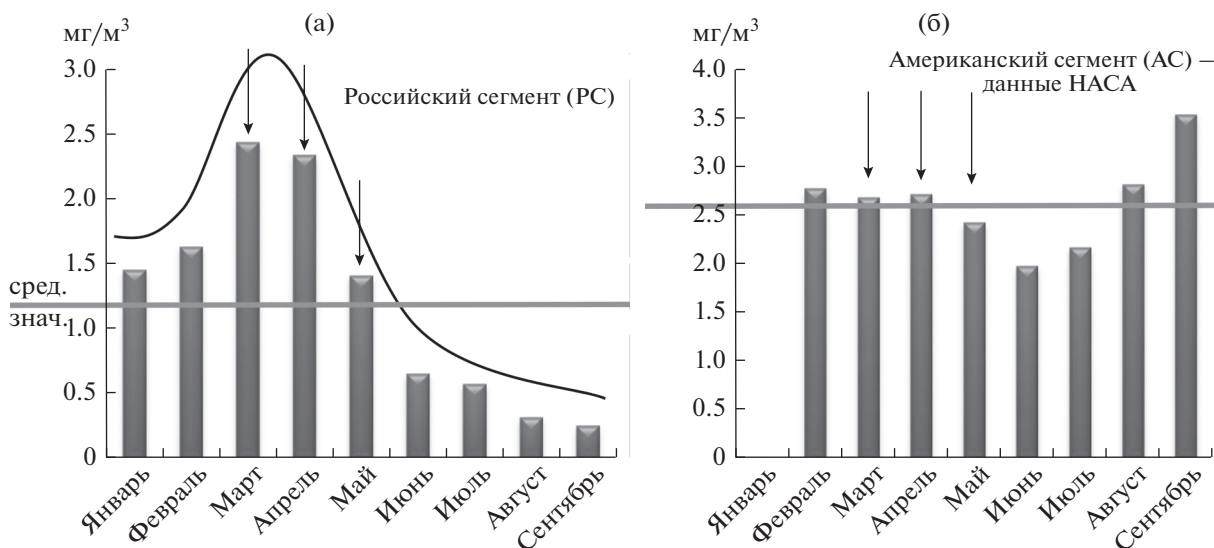 (а)
мг/м³
3.0
Российский сегмент (РС)
2.5
2.0
1.5
сред.
знач.
1.0
0.5
0
Январь
Февраль
Март
Апрель
Май
Июнь
Июль
Август
Сентябрь
(б)
мг/м³
4.0
Американский сегмент (АС) –
данные НАСА
3.5
3.0
2.5
2.0
1.5
1.0
0.5
0
Январь
Февраль
Март
Апрель
Май
Июнь
Июль
Август
Сентябрь